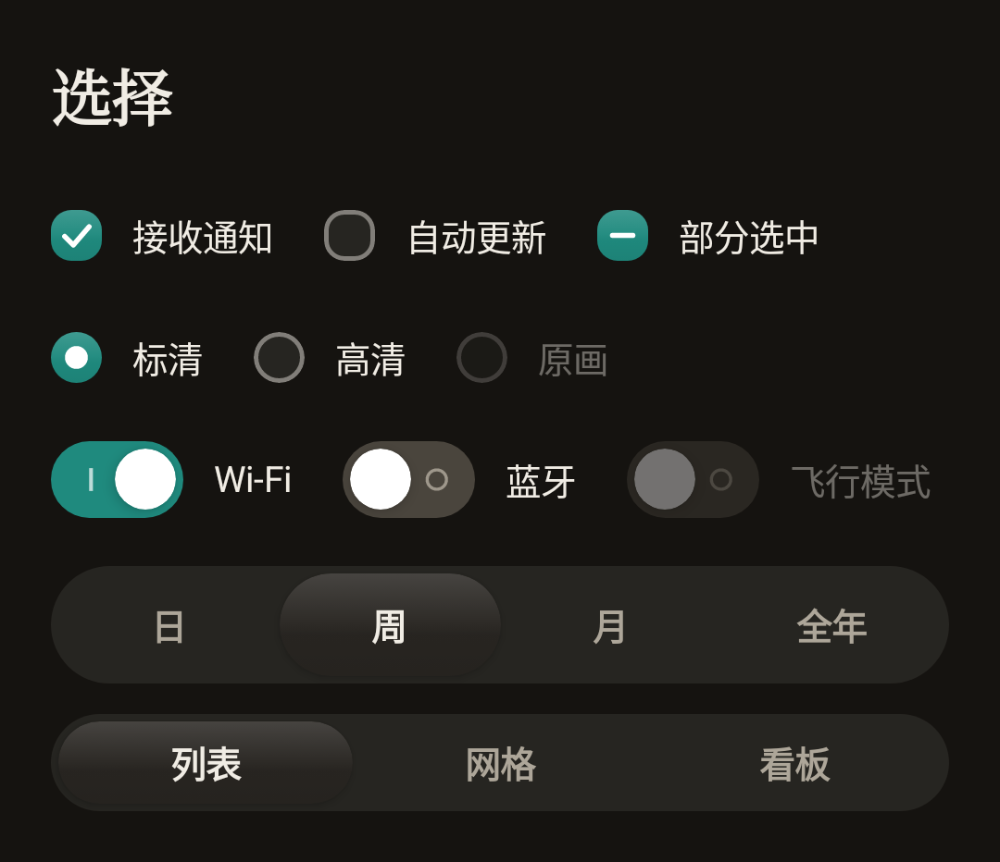 选择
接收通知 自动更新 部分选中
标清 高清 原画
Wi-Fi 蓝牙 飞行模式
日 周 月 全年
列表 网格 看板